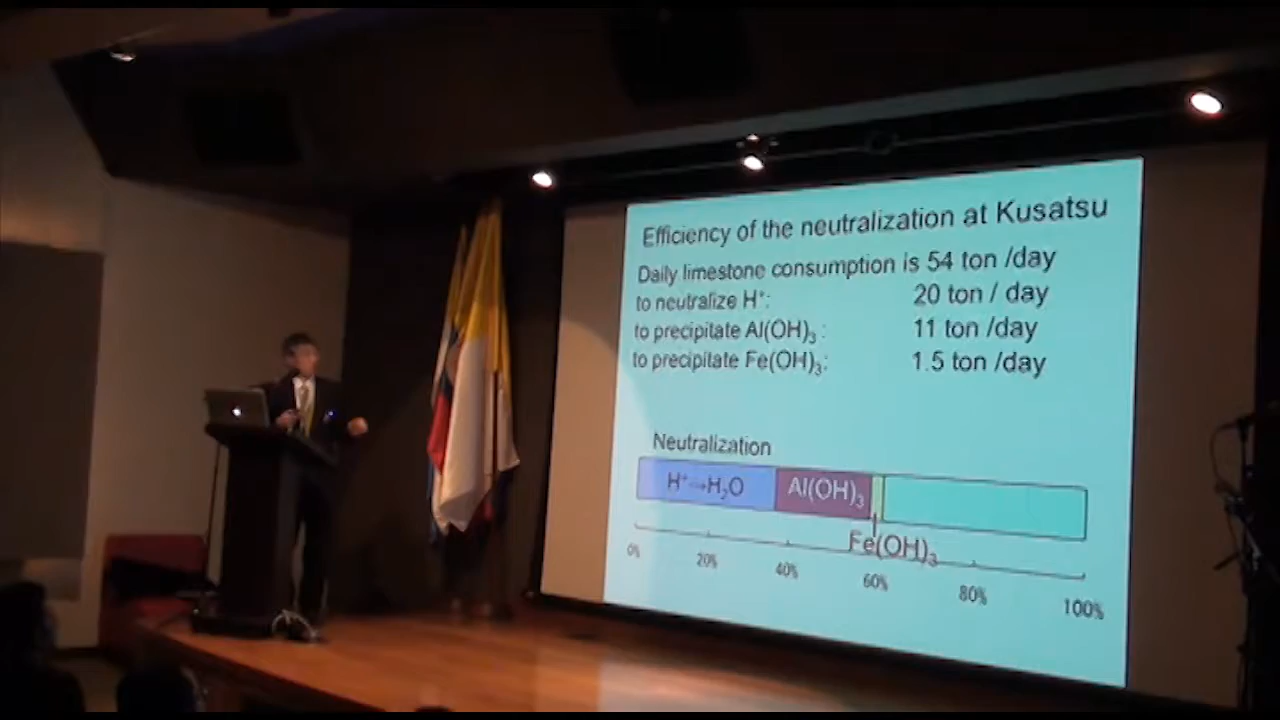 Efficiency of the neutralization at Kusatsu
Daily limestone consumption is 54 ton /day
to neutralize H⁺: 20 ton / day
to precipitate Al(OH)₃ : 11 ton /day
to precipitate Fe(OH)₃: 1.5 ton /day
Neutralization
H⁺→H₂O Al(OH)₃
Fe(OH)₃
0% 20% 40% 60% 80% 100%